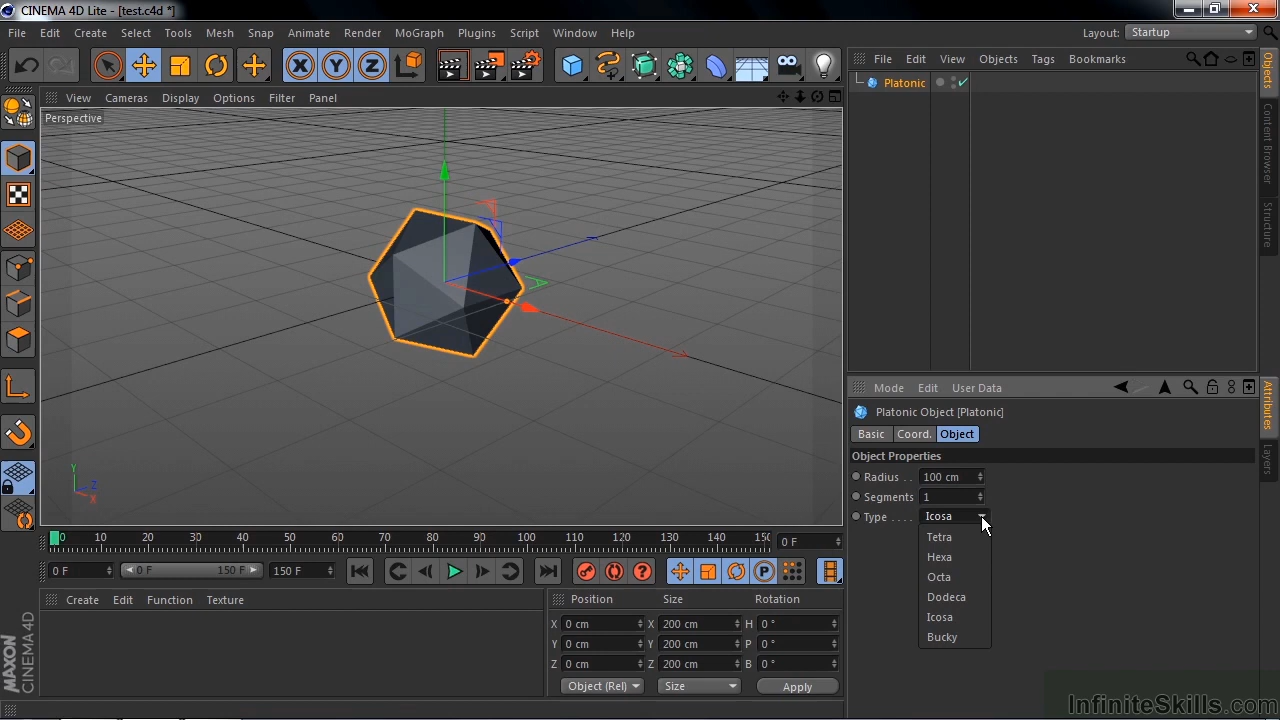 CINEMA 4D Lite - [test.c4d *]
File Edit Create Select Tools Mesh Snap Animate Render MoGraph Plugins Script Window Help Layout: Startup
X Y Z
File Edit View Objects Tags Bookmarks
Platonic
View Cameras Display Options Filter Panel
Perspective
Y
Z
X
Objects
Content Browser
Structure
Mode Edit User Data
Attributes
Layers
Platonic Object [Platonic]
Basic Coord. Object
Object Properties
Radius . . 100 cm
Segments 1
Type . . . . Icosa
Tetra
Hexa
Octa
Dodeca
Icosa
Bucky
0 10 20 30 40 50 60 70 80 90 100 110 120 130 140 150 0 F
0 F 0 F 150 F 150 F ? P
Create Edit Function Texture
Position Size Rotation
X 0 cm X 200 cm H 0 °
Y 0 cm Y 200 cm P 0 °
Z 0 cm Z 200 cm B 0 °
Object (Rel) Size Apply
MAXON
CINEMA 4D
InfiniteSkills.com